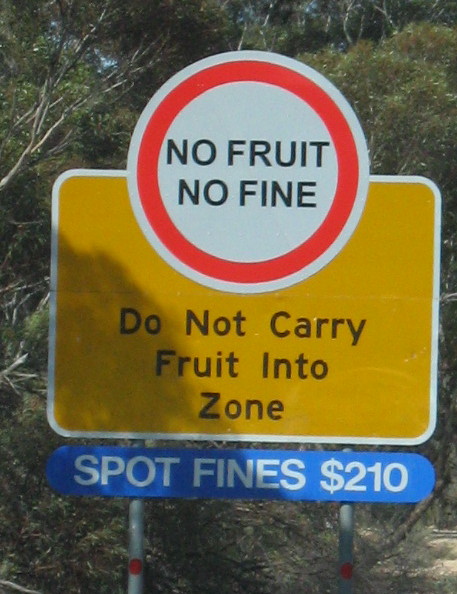 NO FRUIT
NO FINE
Do Not Carry
Fruit Into
Zone
SPOT FINES $210